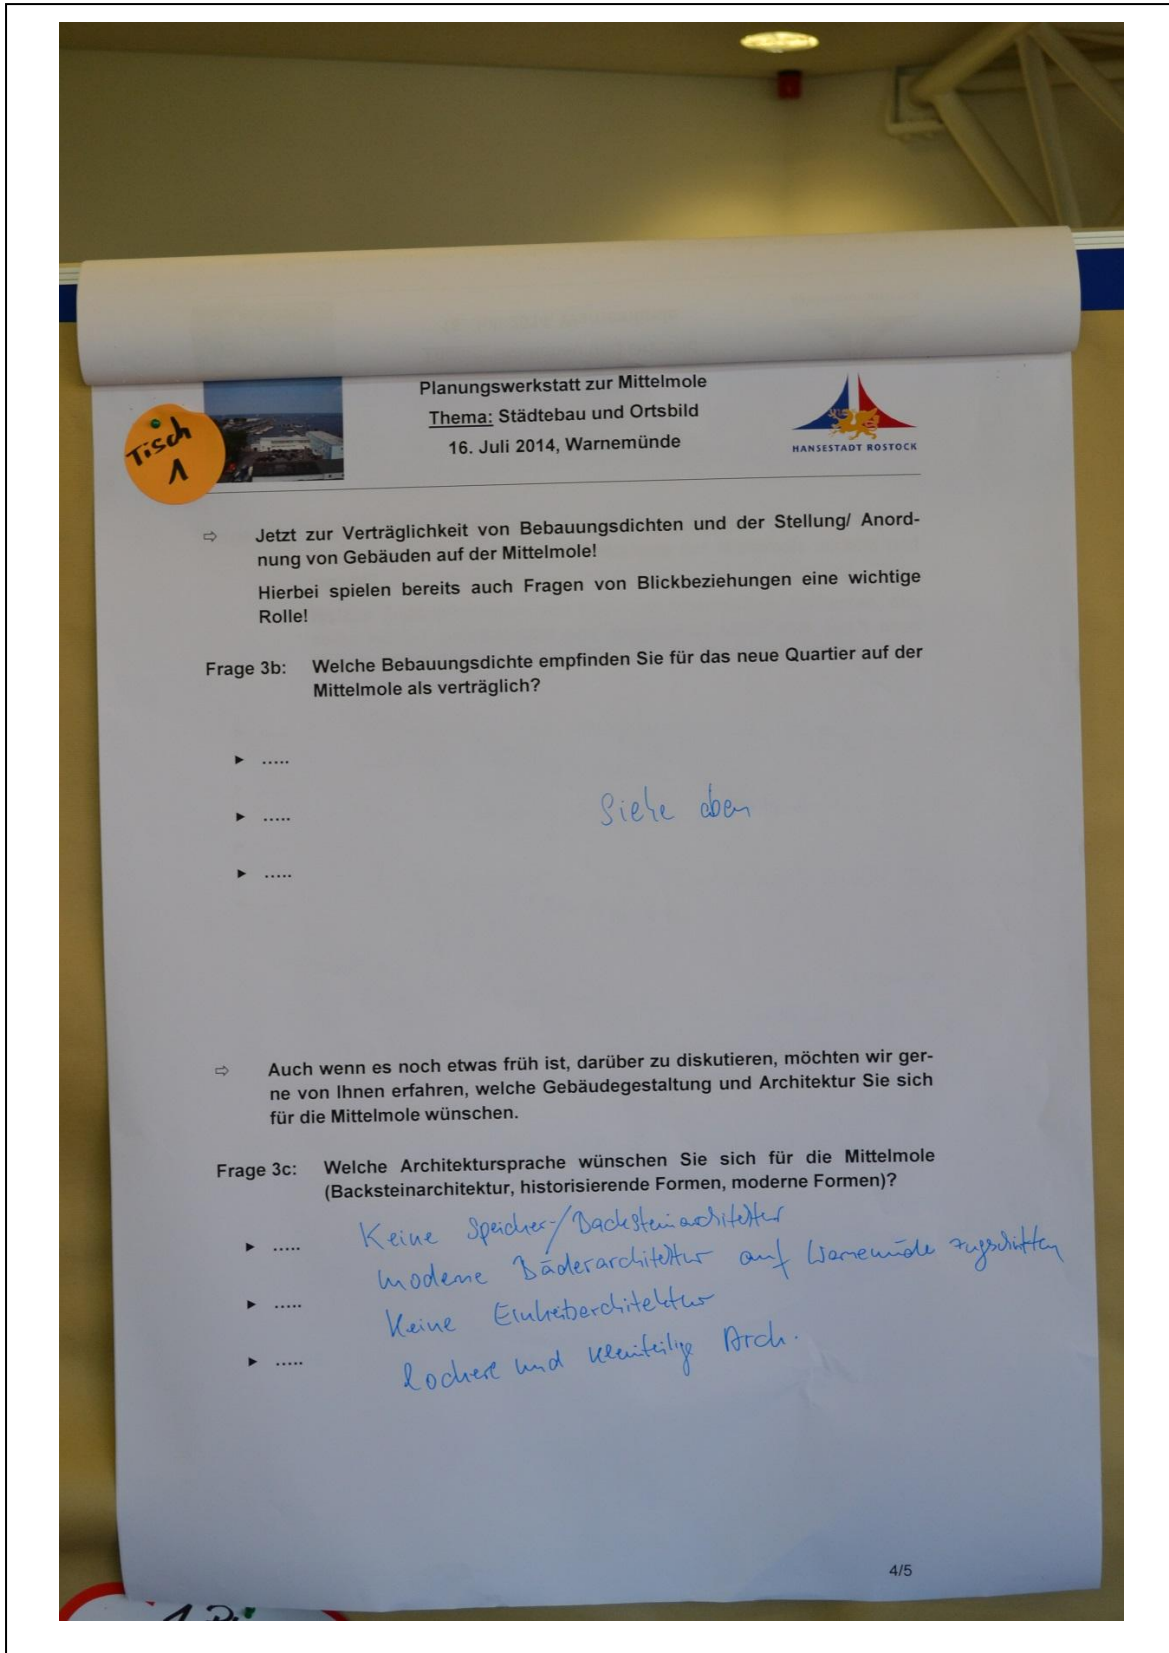 Planungswerkstatt zur Mittelmole
Thema: Städtebau und Ortsbild
16. Juli 2014, Warnemünde
HANSESTADT ROSTOCK
Tisch
1
⇨ Jetzt zur Verträglichkeit von Bebauungsdichten und der Stellung/ Anord-
nung von Gebäuden auf der Mittelmole!
Hierbei spielen bereits auch Fragen von Blickbeziehungen eine wichtige
Rolle!
Frage 3b: Welche Bebauungsdichte empfinden Sie für das neue Quartier auf der
Mittelmole als verträglich?
► .....
► .....
► .....
Siehe oben
⇨ Auch wenn es noch etwas früh ist, darüber zu diskutieren, möchten wir ger-
ne von Ihnen erfahren, welche Gebäudegestaltung und Architektur Sie sich
für die Mittelmole wünschen.
Frage 3c: Welche Architektursprache wünschen Sie sich für die Mittelmole
(Backsteinarchitektur, historisierende Formen, moderne Formen)?
► .....
Keine Speicher-/Backsteinarchitektur
moderne Bäderarchitektur auf Warnemünde zugeschnitten
► .....
Keine
► .....
lockere und kleinteilige Arch.
4/5